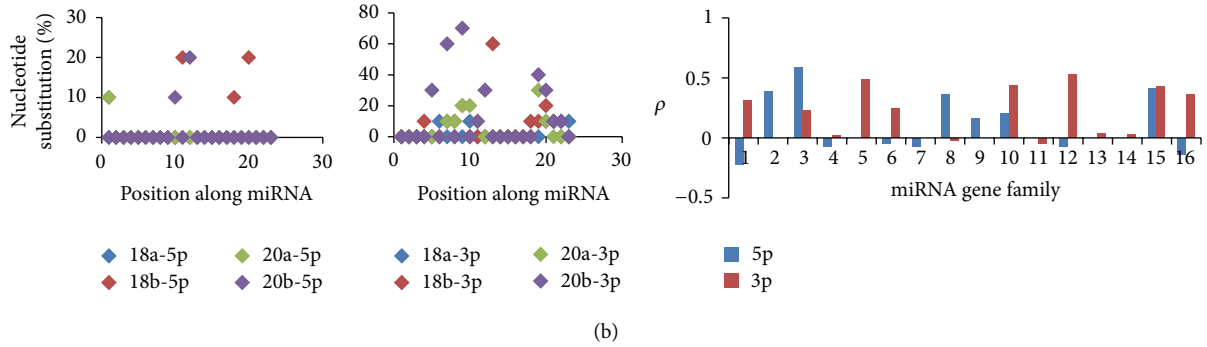 Nucleotide
substitution (%)
30
20
10
0
0 10 20 30
Position along miRNA
18a-5p 20a-5p
18b-5p 20b-5p
80
60
40
20
0
0 10 20 30
Position along miRNA
18a-3p 20a-3p
18b-3p 20b-3p
ρ
1
0.5
0
−0.5
1 2 3 4 5 6 7 8 9 10 11 12 13 14 15 16
miRNA gene family
5p
3p
(b)